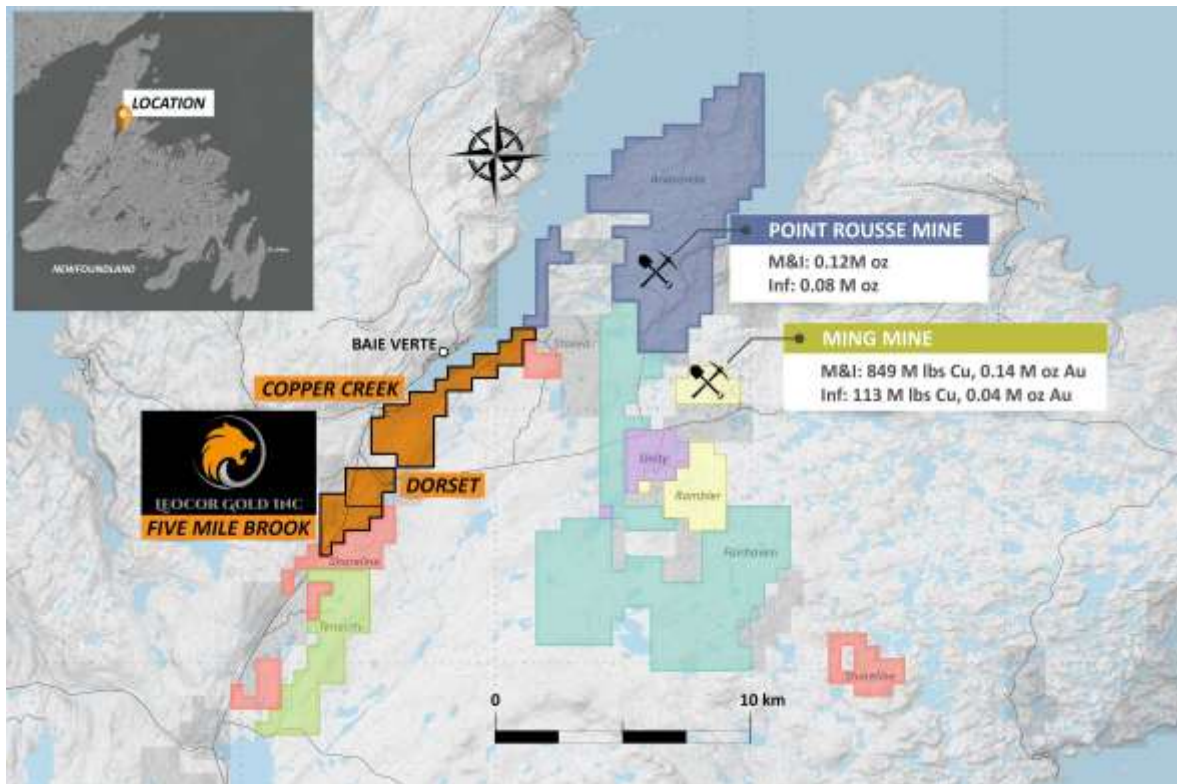 LOCATION
NEWFOUNDLAND
Anaconda
POINT ROUSSE MINE
M&I: 0.12M oz
Inf: 0.08 M oz
BAIE VERTE
MING MINE
M&I: 849 M lbs Cu, 0.14 M oz Au
Inf: 113 M lbs Cu, 0.04 M oz Au
COPPER CREEK
LEOCOR GOLD INC
DORSET
FIVE MILE BROOK
Unity
Rambler
Shoreline
Fairhaven
Shoreline
0
10 km